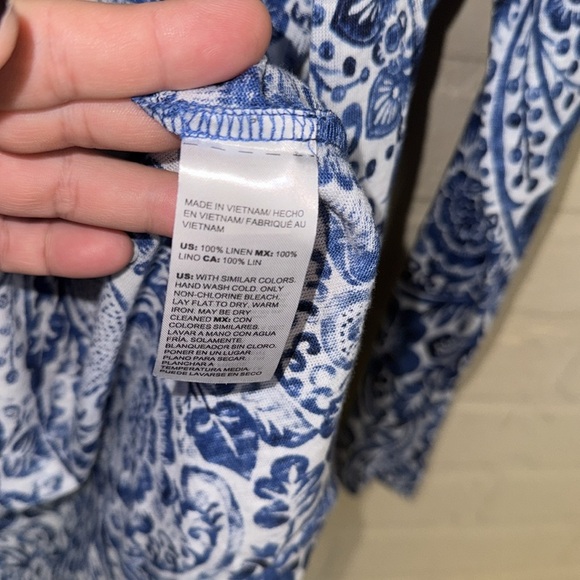 MADE IN VIETNAM/ HECHO
EN VIETNAM/ FABRIQUÉ AU
VIETNAM
US: 100% LINEN MX: 100%
LINO CA: 100% LIN
US: WITH SIMILAR COLORS.
HAND WASH COLD. ONLY
NON-CHLORINE BLEACH.
LAY FLAT TO DRY. WARM
IRON. MAY BE DRY
CLEANED MX: CON
COLORES SIMILARES.
LAVAR A MANO CON AGUA
FRÍA, SOLAMENTE.
BLANQUEADOR SIN CLORO.
PONER EN UN LUGAR
PLANO PARA SEGAR.
PLANCHAR A
TEMPERATURA MEDIA.
PUEDE LAVARSE EN SECO